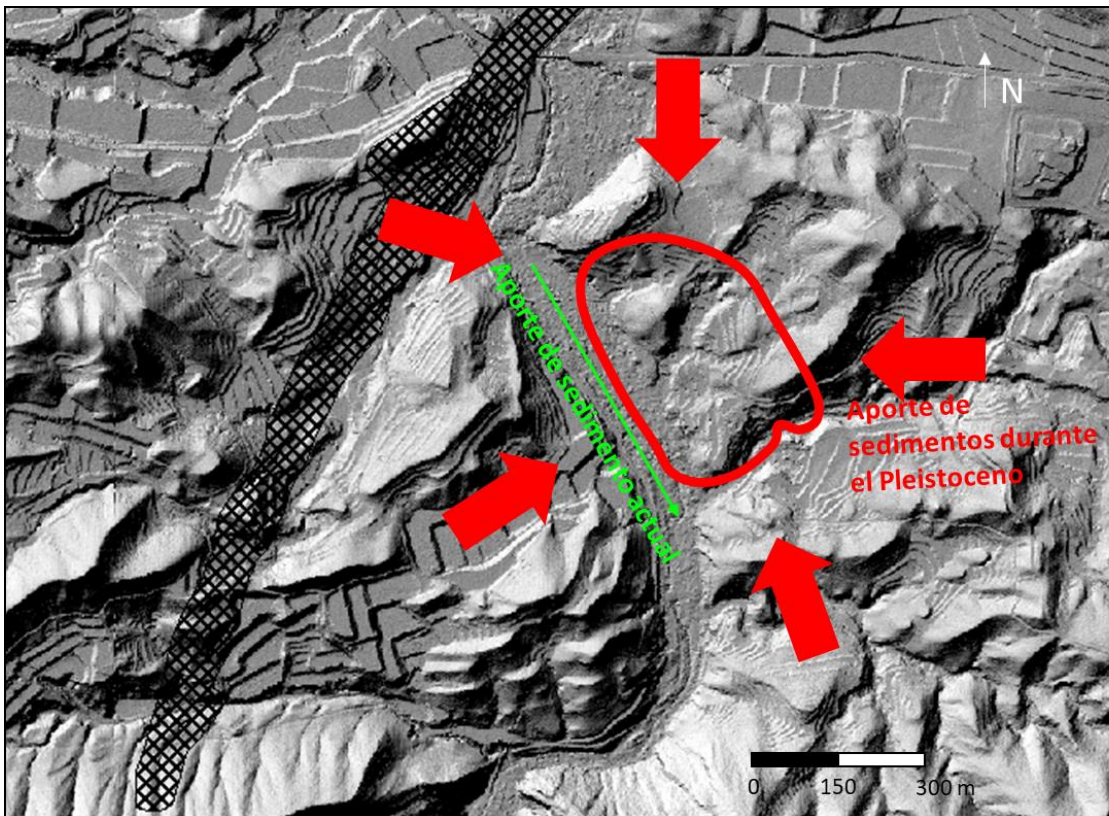 N
Aporte de sedimento actual
Aporte de
sedimentos durante
el Pleistoceno
0 150 300 m